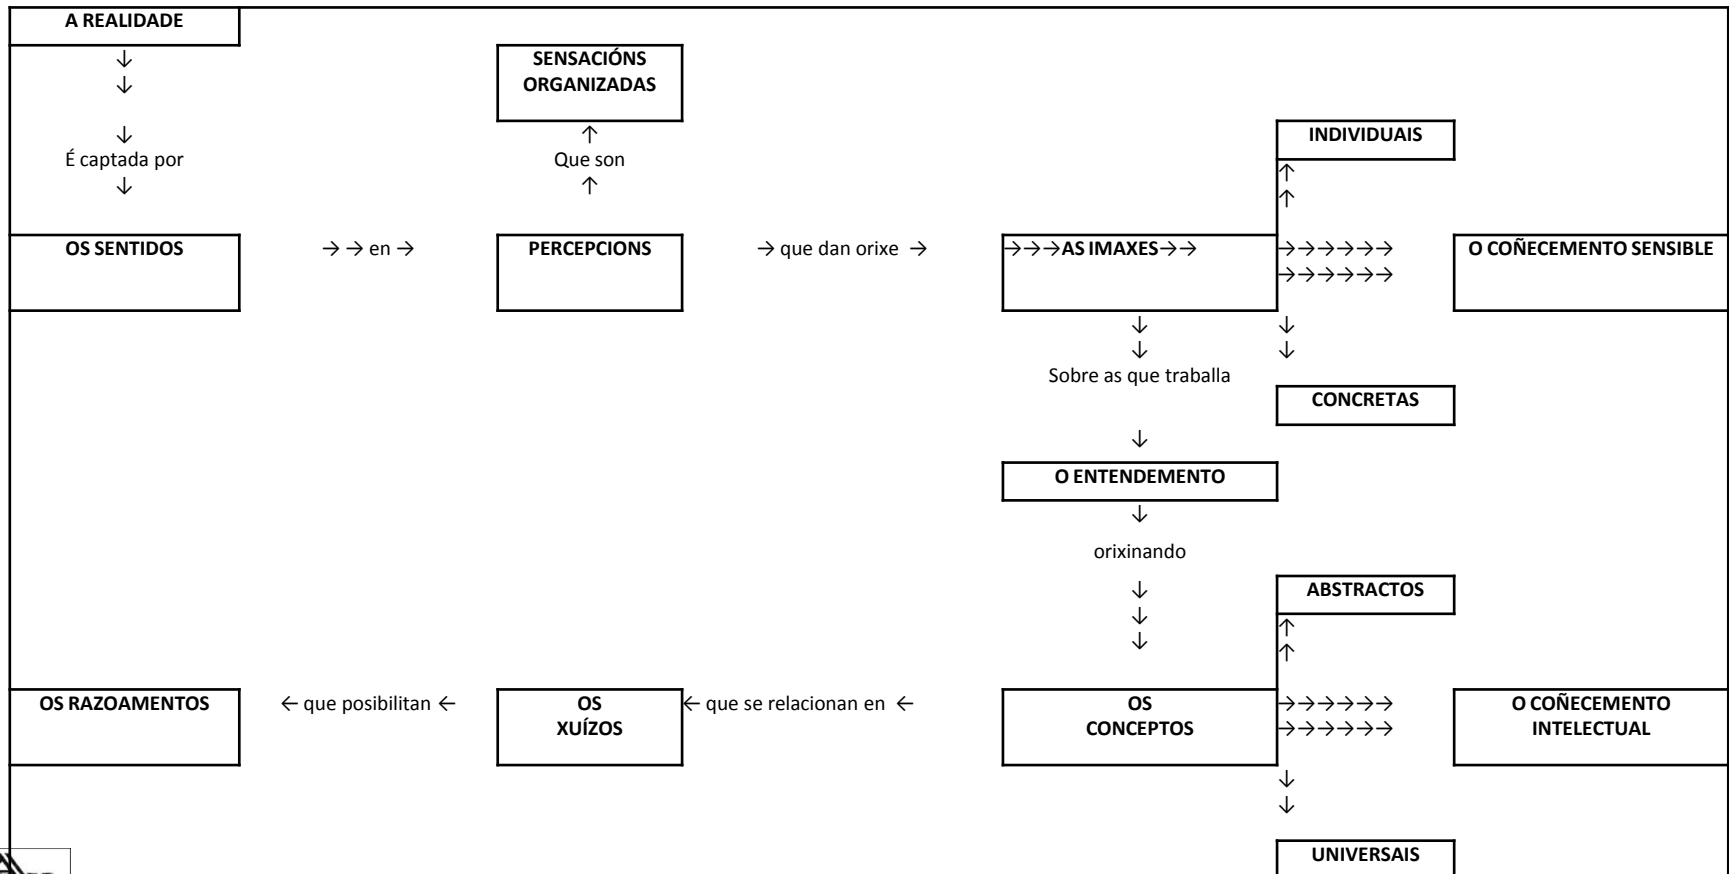 A REALIDADE
↓
↓
SENSACIÓNS
ORGANIZADAS
↓
É captada por
↓
↑
Que son
↑
INDIVIDUAIS
↑
↑
OS SENTIDOS
→ → en →
PERCEPCIONS
→ que dan orixe →
→→→AS IMAXES→→
→→→→→→
→→→→→→
O COÑECEMENTO SENSIBLE
↓
↓
Sobre as que traballa
↓
↓
↓
CONCRETAS
O ENTENDEMENTO
↓
orixinando
↓
↓
↓
ABSTRACTOS
↑
↑
OS RAZOAMENTOS
← que posibilitan ←
OS
XUÍZOS
← que se relacionan en ←
OS
CONCEPTOS
→→→→→→
→→→→→→
O COÑECEMENTO
INTELECTUAL
↓
↓
UNIVERSAIS